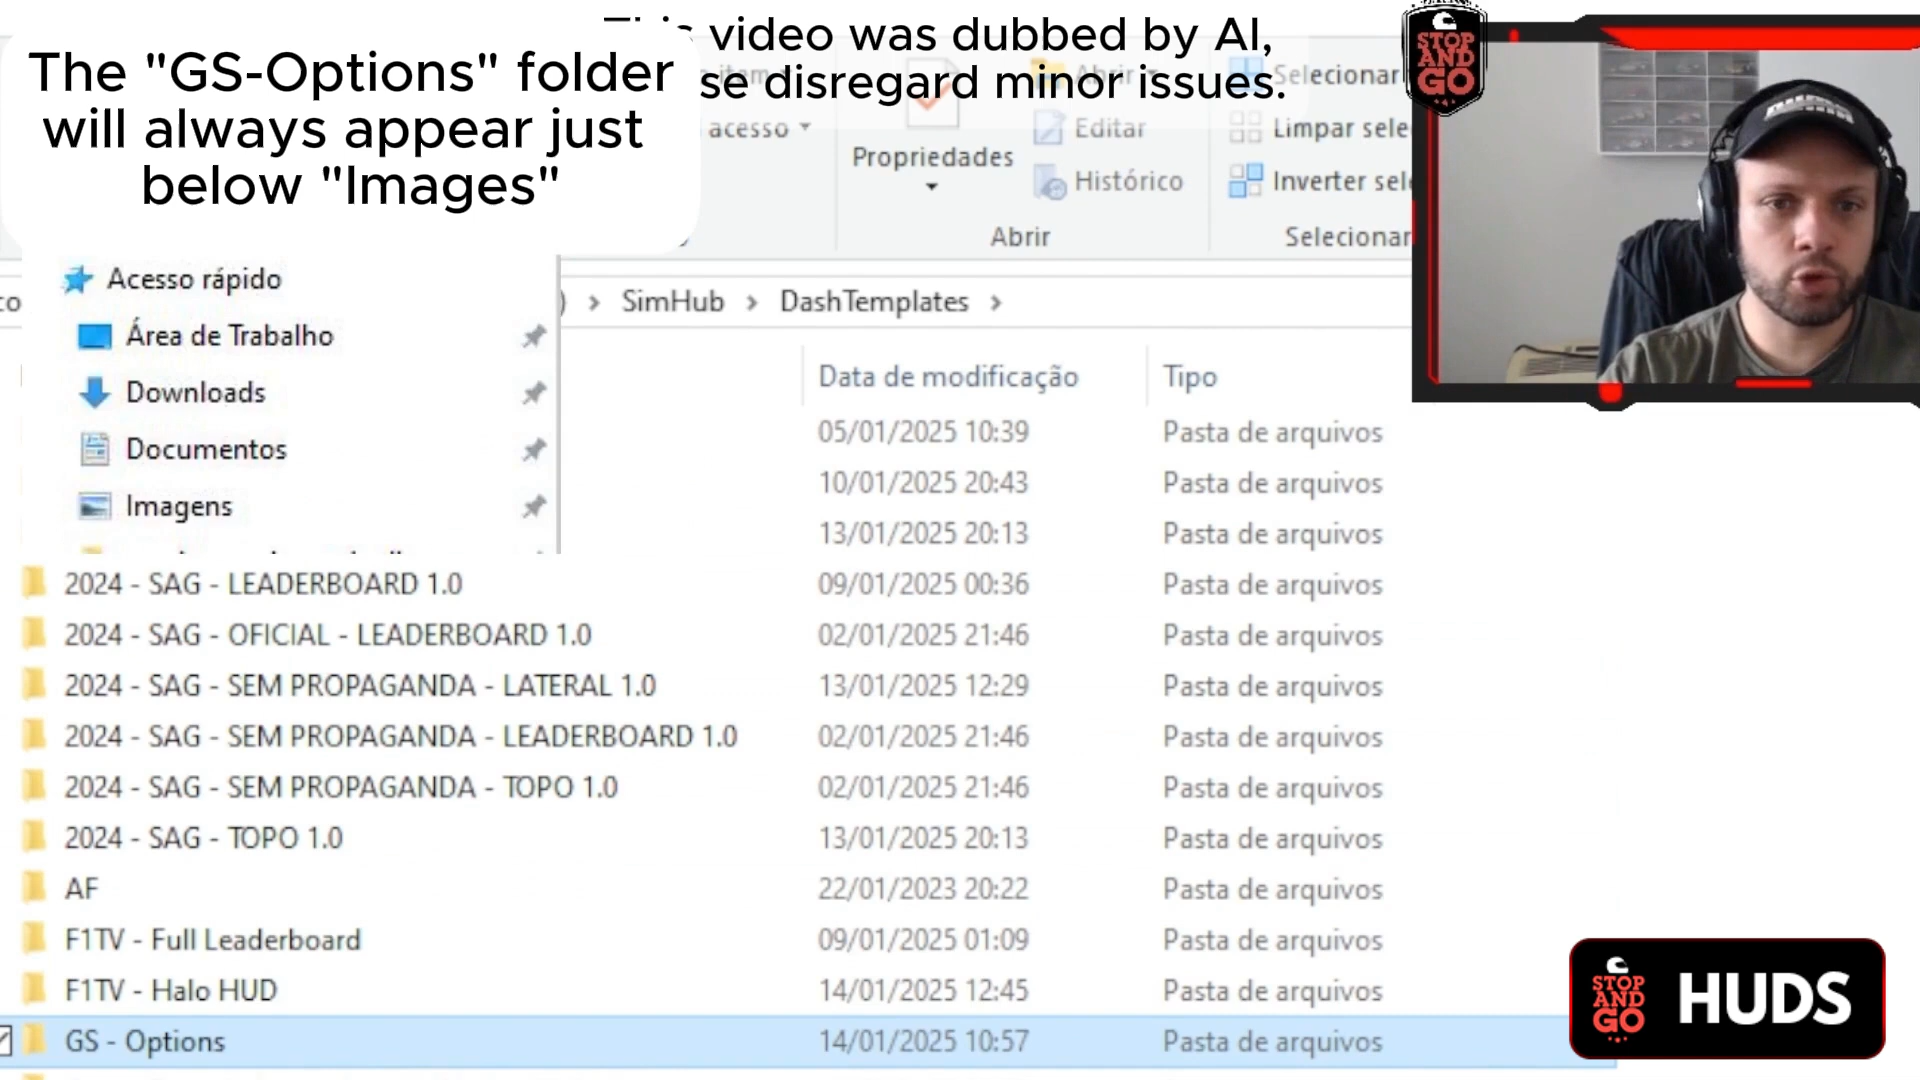 video was dubbed by AI,
se disregard minor issues.
The "GS-Options" folder
will always appear just
below "Images"
Abrir
Selecionar
acesso
Editar
Limpar sele
Propriedades
Histórico
Inverter sel
Abrir
Selecionar
Acesso rápido
SimHub > DashTemplates >
Área de Trabalho
Downloads
Documentos
Imagens
Data de modificação Tipo
05/01/2025 10:39 Pasta de arquivos
10/01/2025 20:43 Pasta de arquivos
13/01/2025 20:13 Pasta de arquivos
2024 - SAG - LEADERBOARD 1.0 09/01/2025 00:36 Pasta de arquivos
2024 - SAG - OFICIAL - LEADERBOARD 1.0 02/01/2025 21:46 Pasta de arquivos
2024 - SAG - SEM PROPAGANDA - LATERAL 1.0 13/01/2025 12:29 Pasta de arquivos
2024 - SAG - SEM PROPAGANDA - LEADERBOARD 1.0 02/01/2025 21:46 Pasta de arquivos
2024 - SAG - SEM PROPAGANDA - TOPO 1.0 02/01/2025 21:46 Pasta de arquivos
2024 - SAG - TOPO 1.0 13/01/2025 20:13 Pasta de arquivos
AF 22/01/2023 20:22 Pasta de arquivos
F1TV - Full Leaderboard 09/01/2025 01:09 Pasta de arquivos
F1TV - Halo HUD 14/01/2025 12:45 Pasta de arquivos
GS - Options 14/01/2025 10:57 Pasta de arquivos
STOP
AND
GO
STOP
AND
GO
HUDS